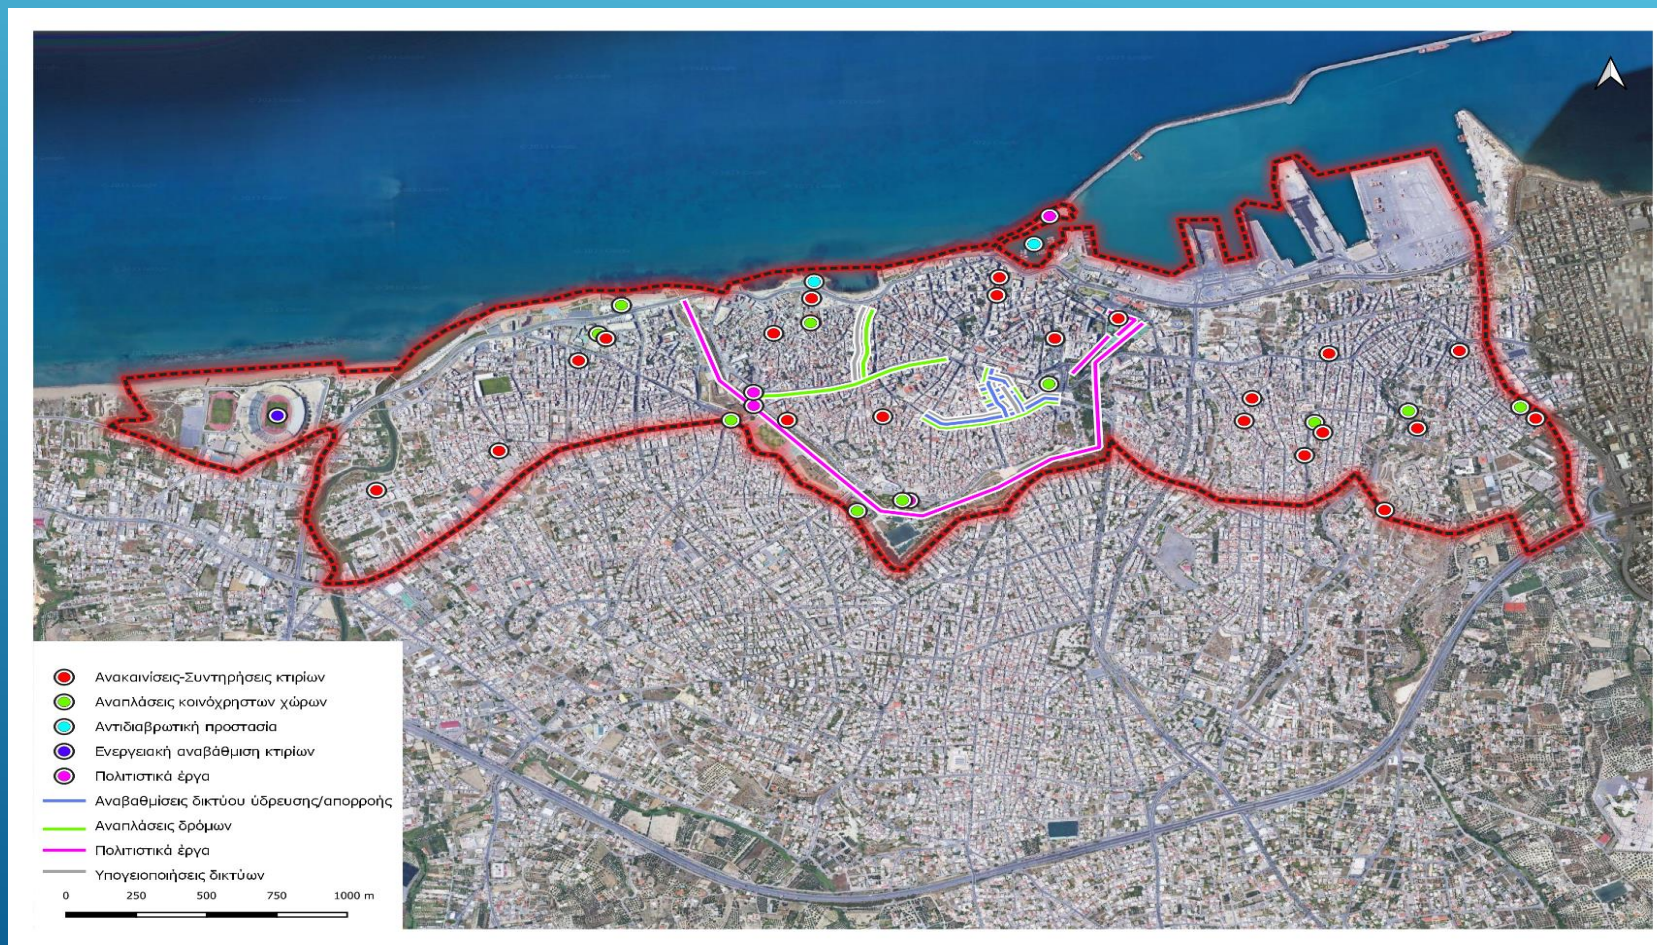 Ανακαινίσεις-Συντηρήσεις κτιρίων
Αναπλάσεις κοινόχρηστων χώρων
Αντιδιαβρωτική προστασία
Ενεργειακή αναβάθμιση κτιρίων
Πολιτιστικά έργα
Αναβαθμίσεις δικτύου ύδρευσης/απορροής
Αναπλάσεις δρόμων
Πολιτιστικά έργα
Υπογειοποιήσεις δικτύων
0 250 500 750 1000 m